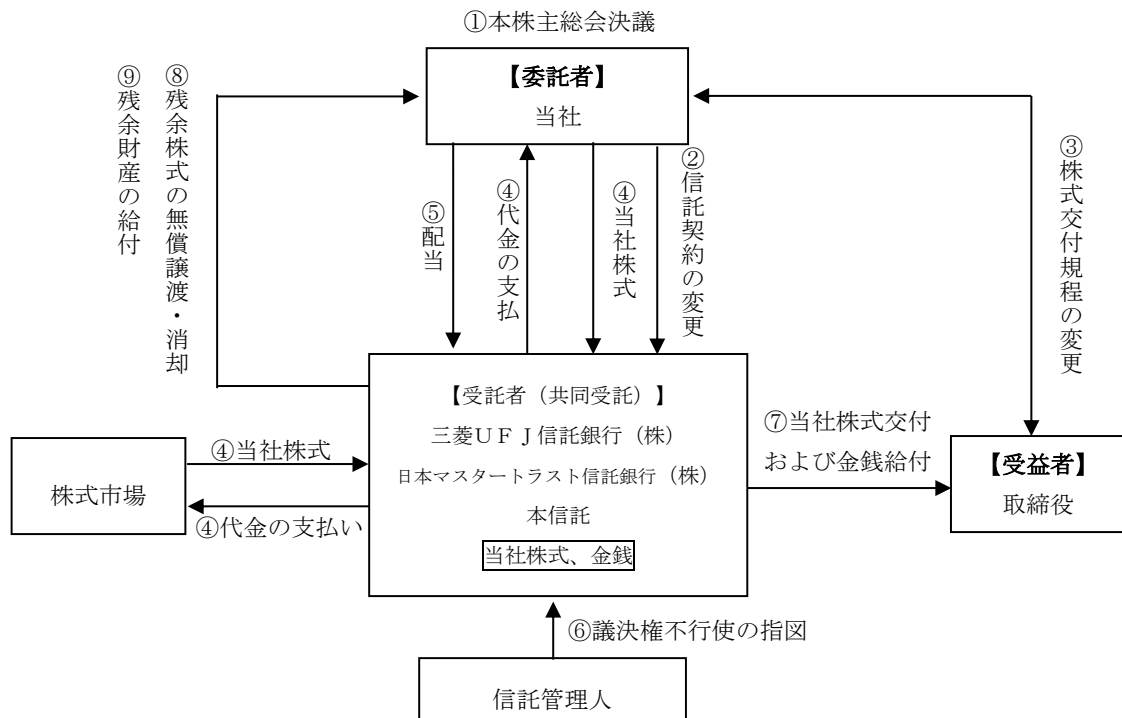 ①本株主総会決議
【委託者】
当社
⑨残余財産の給付
⑧残余株式の無償譲渡・消却
⑤配当
④代金の支払
④当社株式
②信託契約の変更
③株式交付規程の変更
【受託者（共同受託）】
三菱ＵＦＪ信託銀行（株）
日本マスタートラスト信託銀行（株）
本信託
当社株式、金銭
株式市場
④当社株式
④代金の支払い
⑦当社株式交付
および金銭給付
【受益者】
取締役
⑥議決権不行使の指図
信託管理人